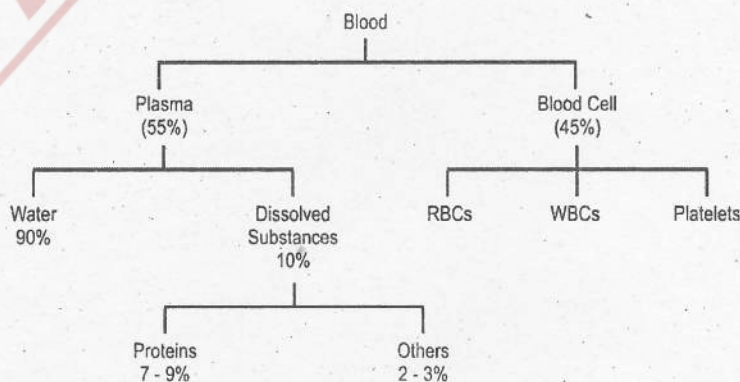 Blood
Plasma
(55%)
Blood Cell
(45%)
Water
90%
Dissolved
Substances
10%
RBCs
WBCs
Platelets
Proteins
7 - 9%
Others
2 - 3%